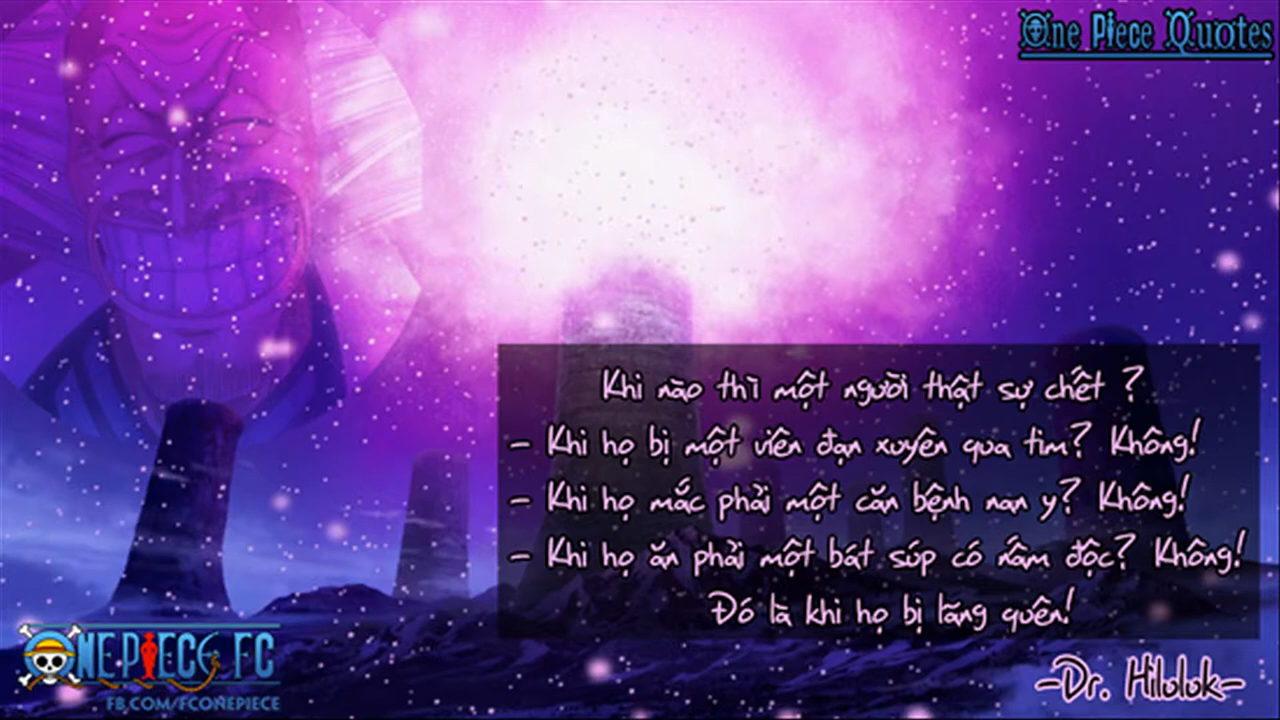 One Piece Quotes
Khi nào thì một người thật sự chết ?
- Khi họ bị một viên đạn xuyên qua tim? Không!
- Khi họ mắc phải một căn bệnh nan y? Không!
- Khi họ ăn phải một bát súp có nấm độc? Không!
Đó là khi họ bị lãng quên!
-Dr. Hiluluk-
ONE PIECE FC
FB.COM/FCONEPIECE